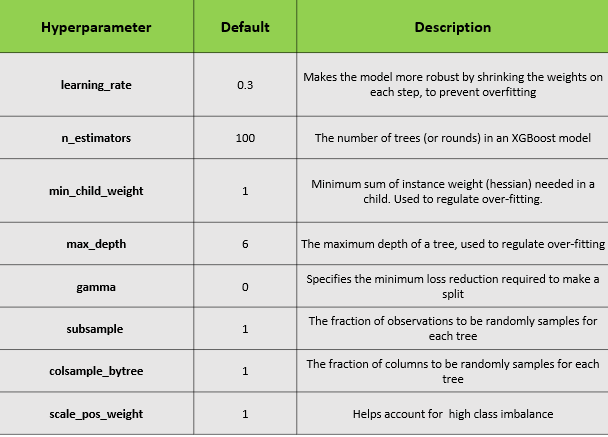 Hyperparameter Default Description
learning_rate 0.3 Makes the model more robust by shrinking the weights on
each step, to prevent overfitting
n_estimators 100 The number of trees (or rounds) in an XGBoost model
min_child_weight 1 Minimum sum of instance weight (hessian) needed in a
child. Used to regulate over-fitting.
max_depth 6 The maximum depth of a tree, used to regulate over-fitting
gamma 0 Specifies the minimum loss reduction required to make a
split
subsample 1 The fraction of observations to be randomly samples for
each tree
colsample_bytree 1 The fraction of columns to be randomly samples for each
tree
scale_pos_weight 1 Helps account for high class imbalance